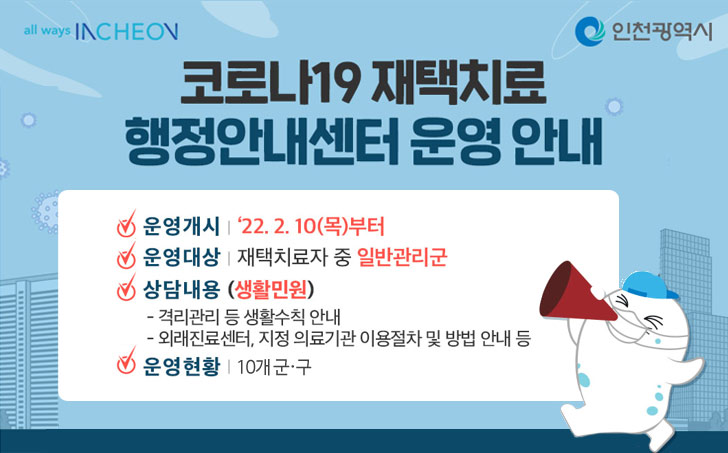 all ways INCHEON
인천광역시
코로나19 재택치료
행정안내센터 운영 안내
운영개시 | ‘22. 2. 10(목)부터
운영대상 | 재택치료자 중 일반관리군
상담내용 (생활민원)
- 격리관리 등 생활수칙 안내
- 외래진료센터, 지정 의료기관 이용절차 및 방법 안내 등
운영현황 | 10개 군·구